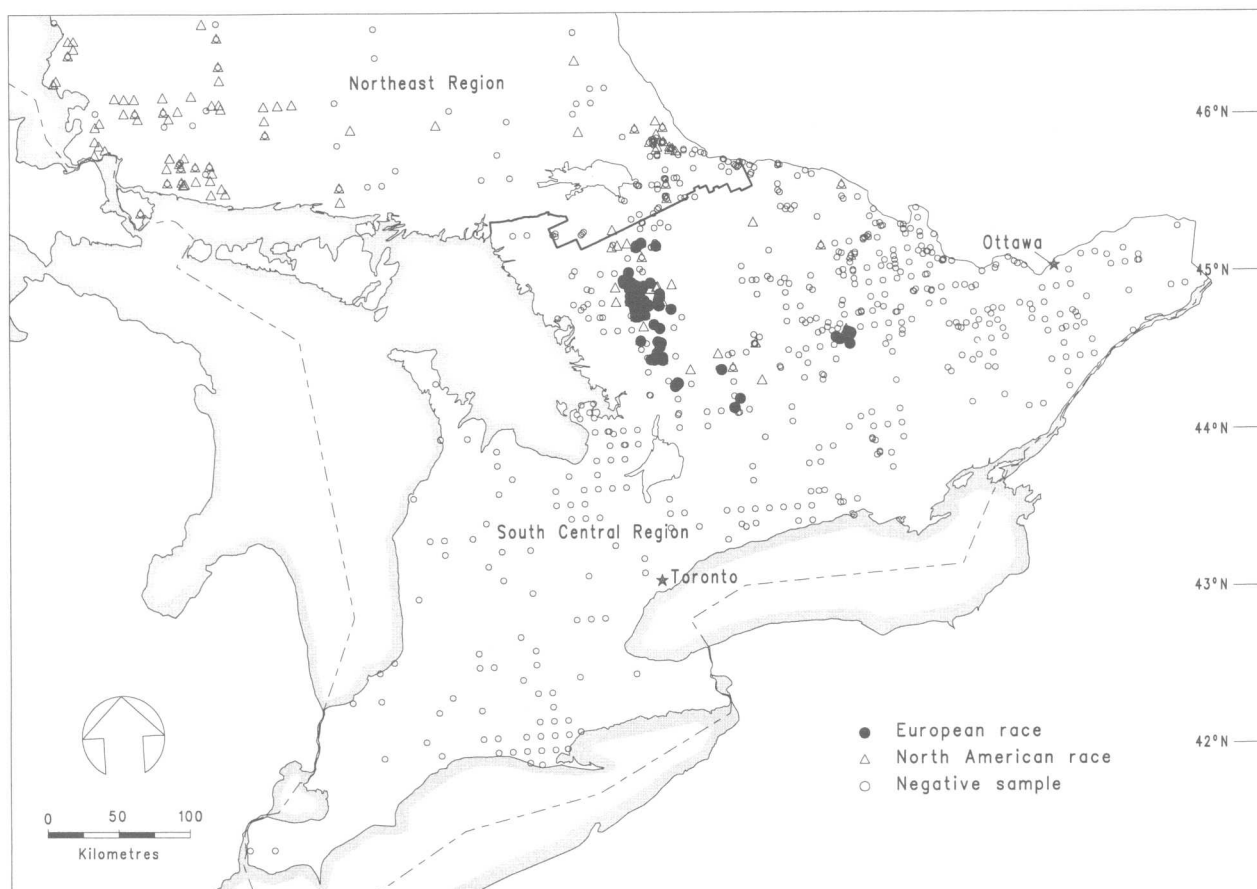 Northeast Region
46°N
Ottawa
45°N
44°N
South Central Region
Toronto
43°N
42°N
European race
North American race
Negative sample
0 50 100
Kilometres